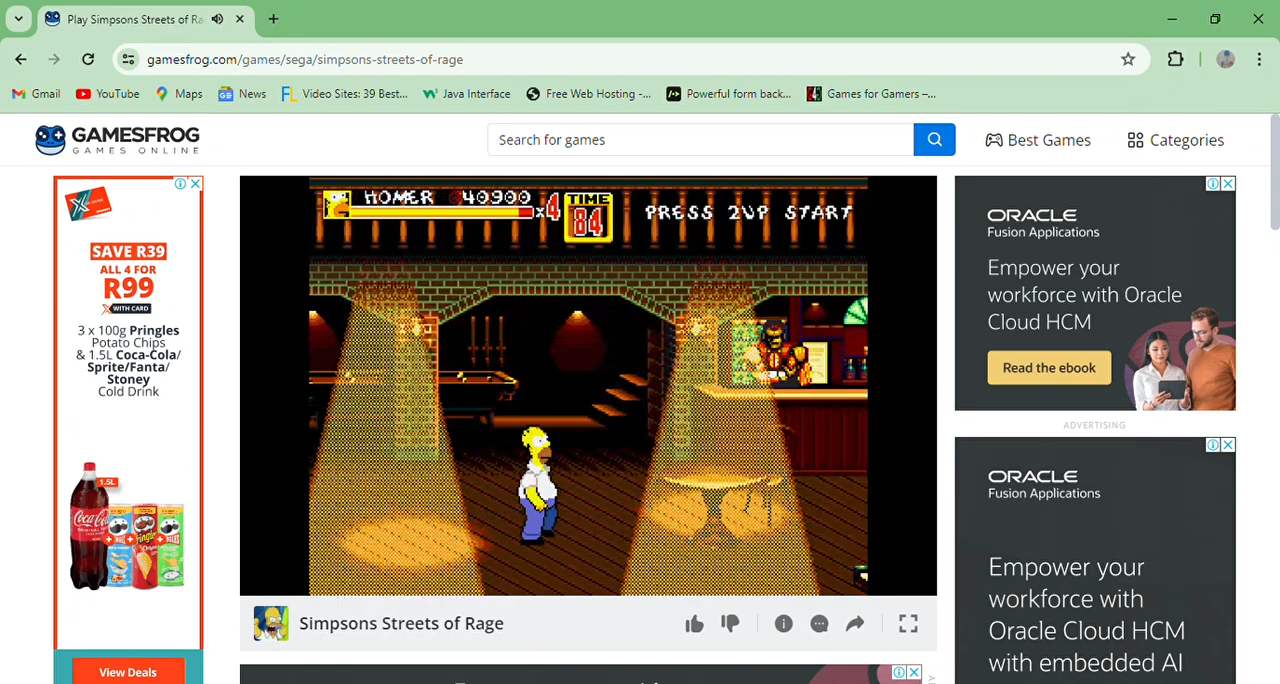 Play Simpsons Streets of Ra
gamesfrog.com/games/sega/simpsons-streets-of-rage
Gmail
YouTube
Maps
News
Video Sites: 39 Best...
Java Interface
Free Web Hosting -...
Powerful form back...
Games for Gamers –...
GAMESFROG
GAMES ONLINE
Search for games
Best Games
Categories
SAVE R39
ALL 4 FOR
R99
WITH CARD
3 x 100g Pringles
Potato Chips
& 1.5L Coca-Cola/
Sprite/Fanta/
Stoney
Cold Drink
1.5L
Coca-Cola
View Deals
HOMER 40900
x4
TIME
84
PRESS 2UP START
Simpsons Streets of Rage
ORACLE
Fusion Applications
Empower your
workforce with Oracle
Cloud HCM
Read the ebook
ADVERTISING
ORACLE
Fusion Applications
Empower your
workforce with
Oracle Cloud HCM
with embedded AI